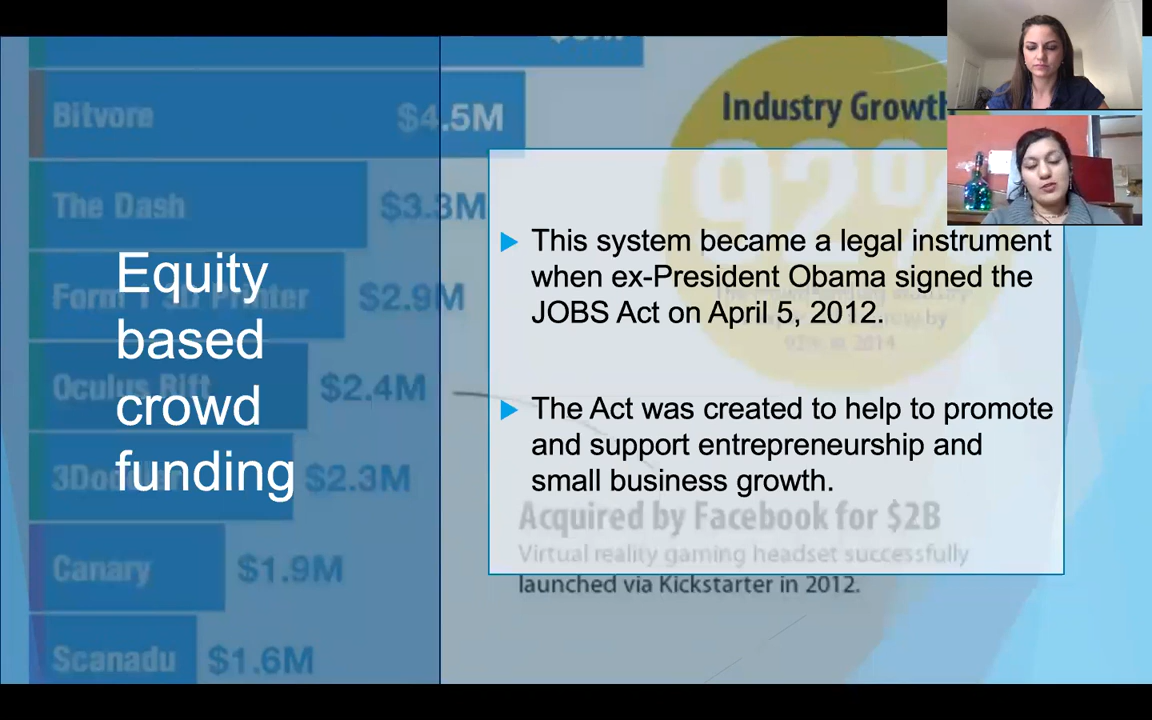 Bitvore
$4.5M
The Dash
$3.3M
$2.9M
Oculus Rift
$2.4M
$2.3M
Canary
$1.9M
Scanadu
$1.6M
Equity
based
crowd
funding
Industry Growth
92%
This system became a legal instrument
when ex-President Obama signed the
JOBS Act on April 5, 2012.
The Act was created to help to promote
and support entrepreneurship and
small business growth.
Acquired by Facebook for $2B
Virtual reality gaming headset successfully
launched via Kickstarter in 2012.